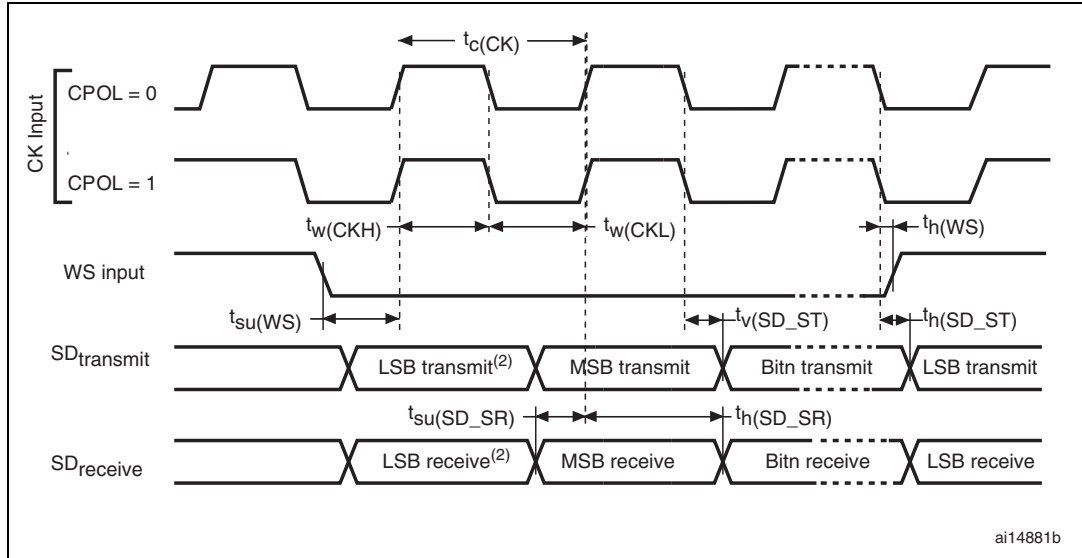 tc(CK)
CK Input
CPOL = 0
CPOL = 1
tw(CKH)
tw(CKL)
th(WS)
WS input
tsu(WS)
tv(SD_ST)
th(SD_ST)
SDtransmit
LSB transmit(2)
MSB transmit
Bitn transmit
LSB transmit
tsu(SD_SR)
th(SD_SR)
SDreceive
LSB receive(2)
MSB receive
Bitn receive
LSB receive
ai14881b